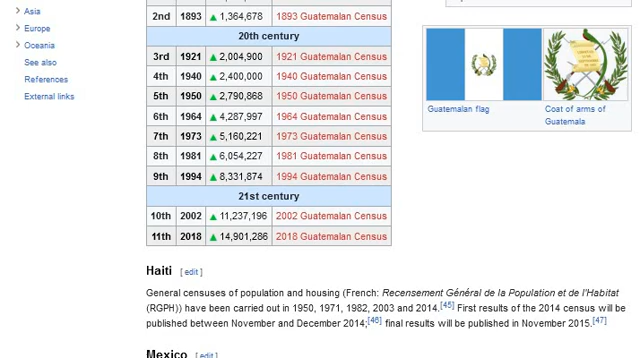 Asia
Europe
Oceania
See also
References
External links
2nd 1893 ▲ 1,364,678 1893 Guatemalan Census
20th century
3rd 1921 ▲ 2,004,900 1921 Guatemalan Census
4th 1940 ▲ 2,400,000 1940 Guatemalan Census
5th 1950 ▲ 2,790,868 1950 Guatemalan Census
6th 1964 ▲ 4,287,997 1964 Guatemalan Census
7th 1973 ▲ 5,160,221 1973 Guatemalan Census
8th 1981 ▲ 6,054,227 1981 Guatemalan Census
9th 1994 ▲ 8,331,874 1994 Guatemalan Census
21st century
10th 2002 ▲ 11,237,196 2002 Guatemalan Census
11th 2018 ▲ 14,901,286 2018 Guatemalan Census
Guatemalan flag
Coat of arms of
Guatemala
Haiti [ edit ]
General censuses of population and housing (French: Recensement Général de la Population et de l'Habitat
(RGPH)) have been carried out in 1950, 1971, 1982, 2003 and 2014.[45] First results of the 2014 census will be
published between November and December 2014;[46] final results will be published in November 2015.[47]
Mexico [ edit ]